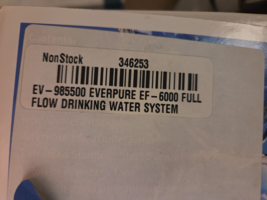 NonStock 346253
EV-985500 EVERPURE EF-6000 FULL
FLOW DRINKING WATER SYSTEM